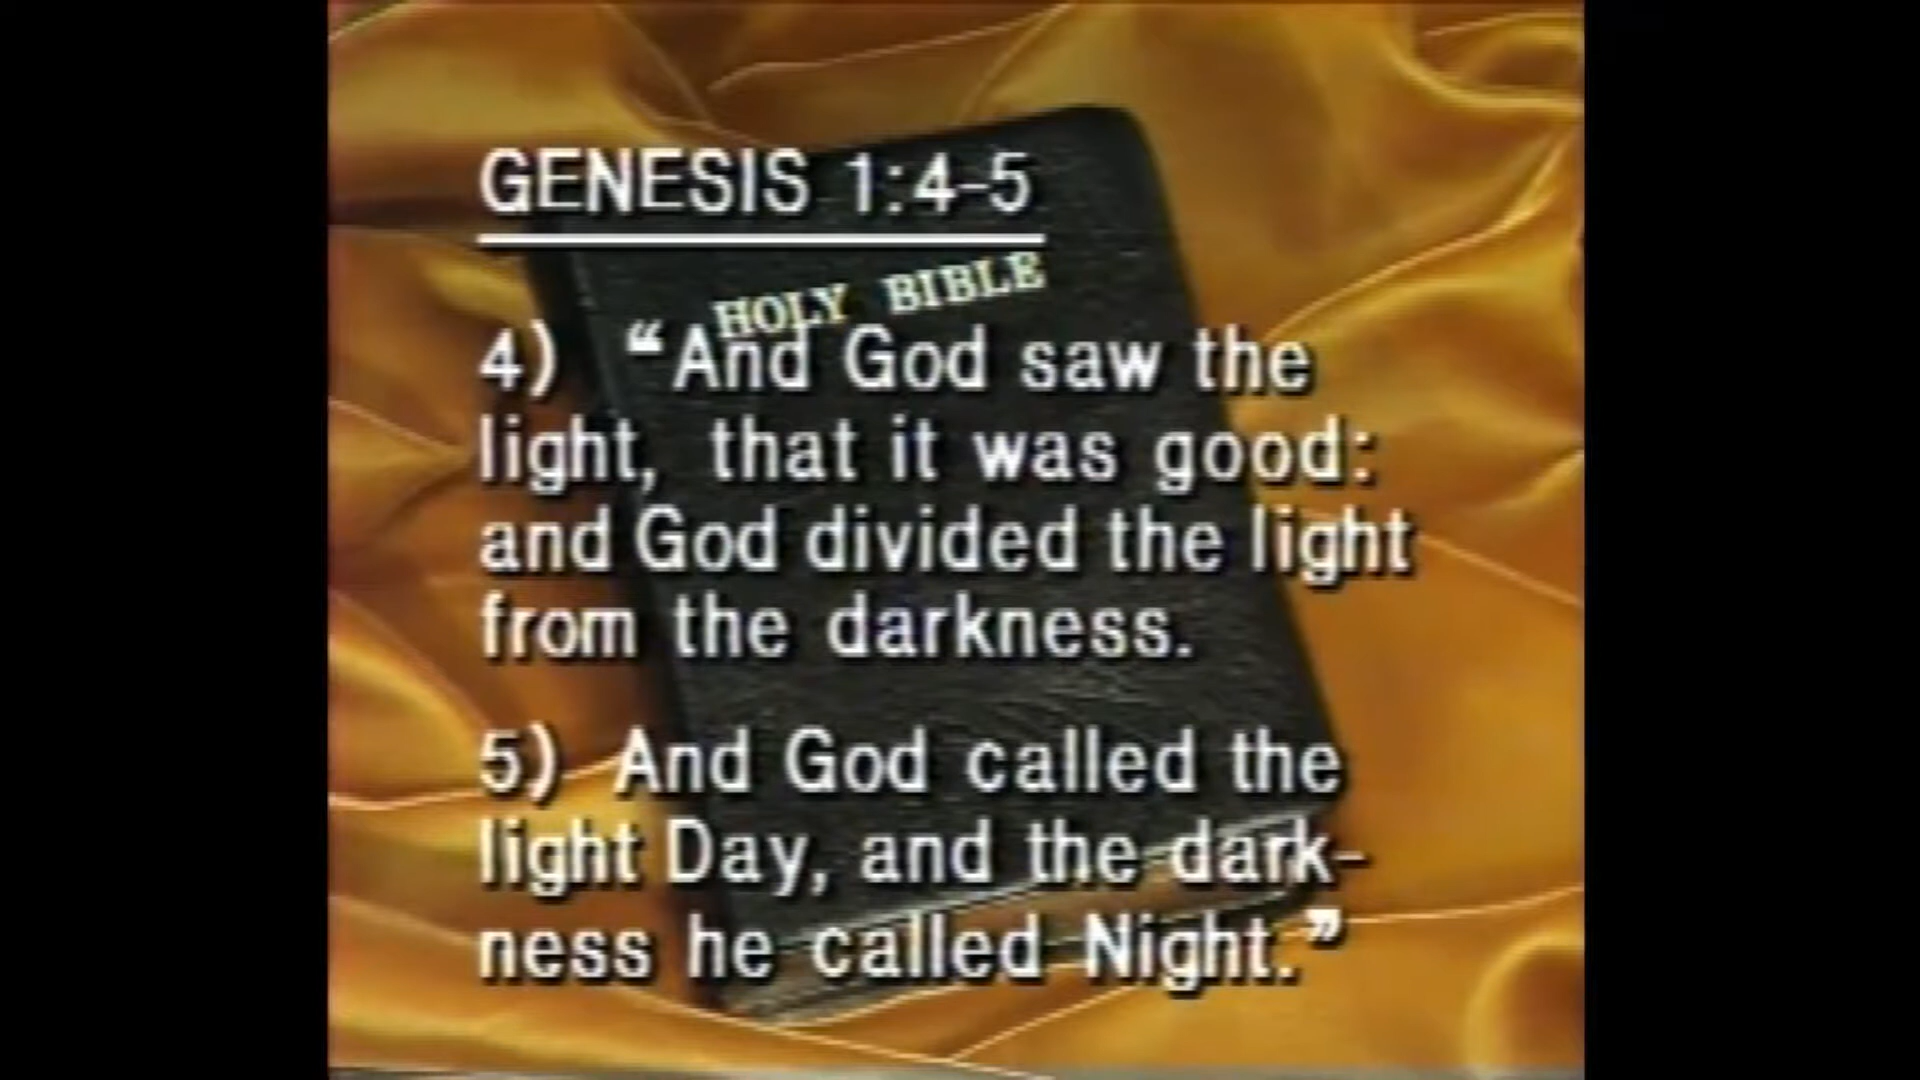 GENESIS 1:4-5
HOLY BIBLE
4) “And God saw the
light, that it was good:
and God divided the light
from the darkness.
5) And God called the
light Day, and the dark-
ness he called Night.”